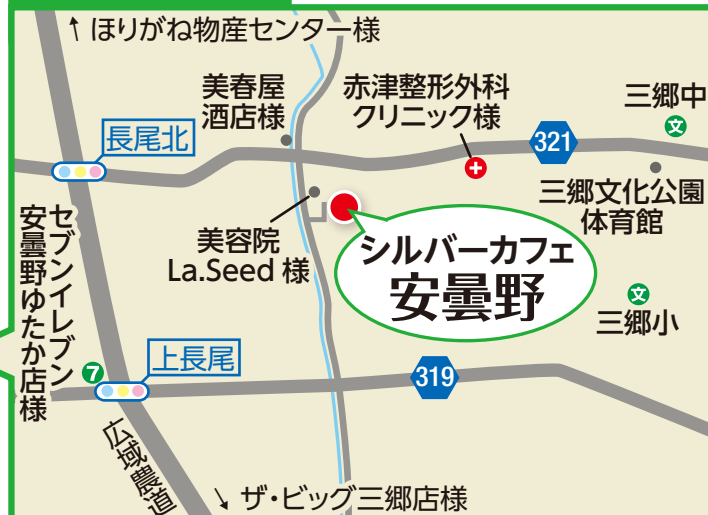 ↑ ほりがね物産センター様
美春屋
酒店様
赤津整形外科
クリニック様
三郷中
文
長尾北
321
三郷文化公園
体育館
美容院
La.Seed 様
シルバーカフェ
安曇野
文
三郷小
セブンイレブン
安曇野ゆたか店様
7
上長尾
319
広域農道
↘ ザ・ビッグ三郷店様